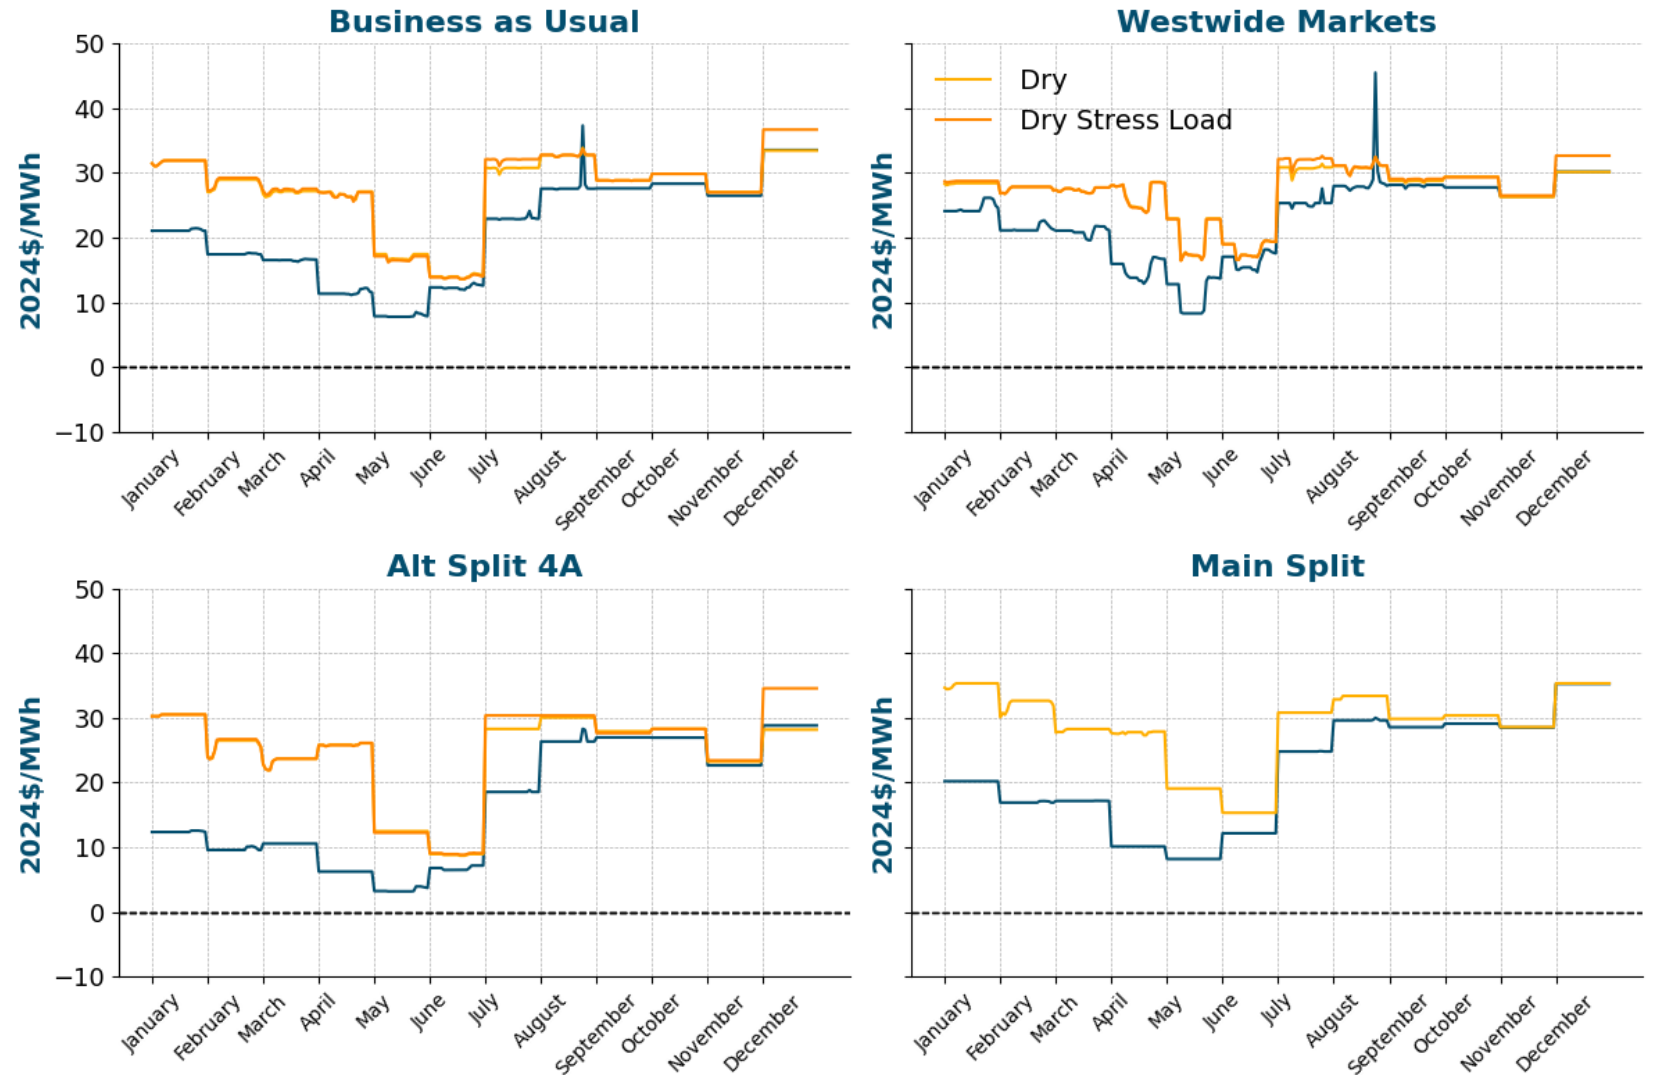 Business as Usual
Westwide Markets
2024$/MWh
50
40
30
20
10
0
−10
January
February
March
April
May
June
July
August
September
October
November
December
2024$/MWh
Dry
Dry Stress Load
January
February
March
April
May
June
July
August
September
October
November
December
Alt Split 4A
Main Split
2024$/MWh
50
40
30
20
10
0
−10
January
February
March
April
May
June
July
August
September
October
November
December
2024$/MWh
January
February
March
April
May
June
July
August
September
October
November
December